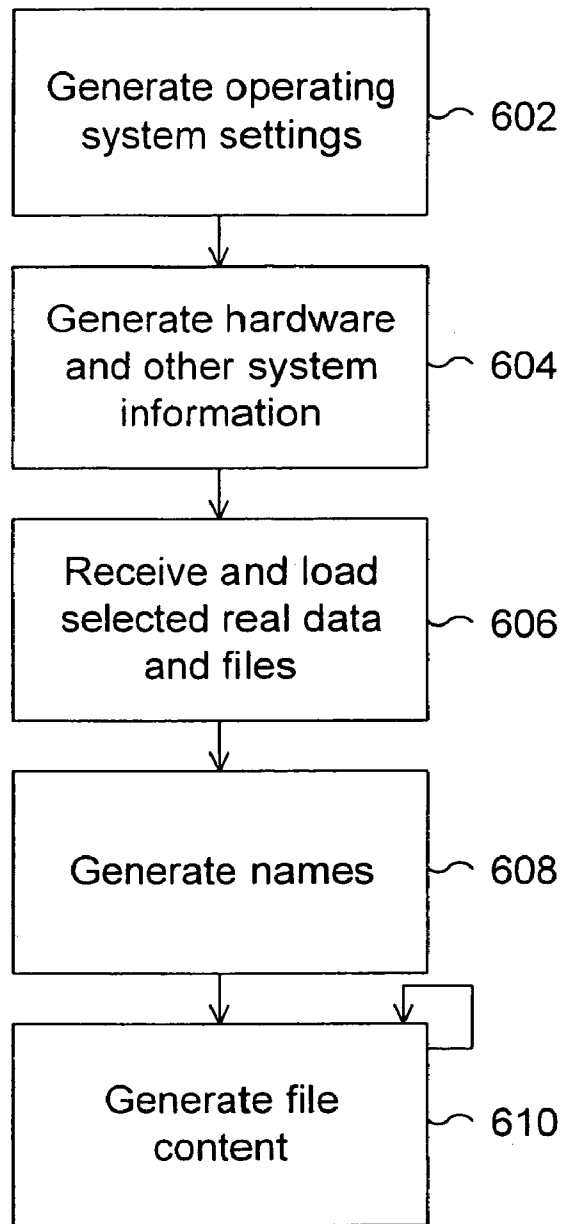 Generate operating
system settings
602
Generate hardware
and other system
information
604
Receive and load
selected real data
and files
606
Generate names
608
Generate file
content
610